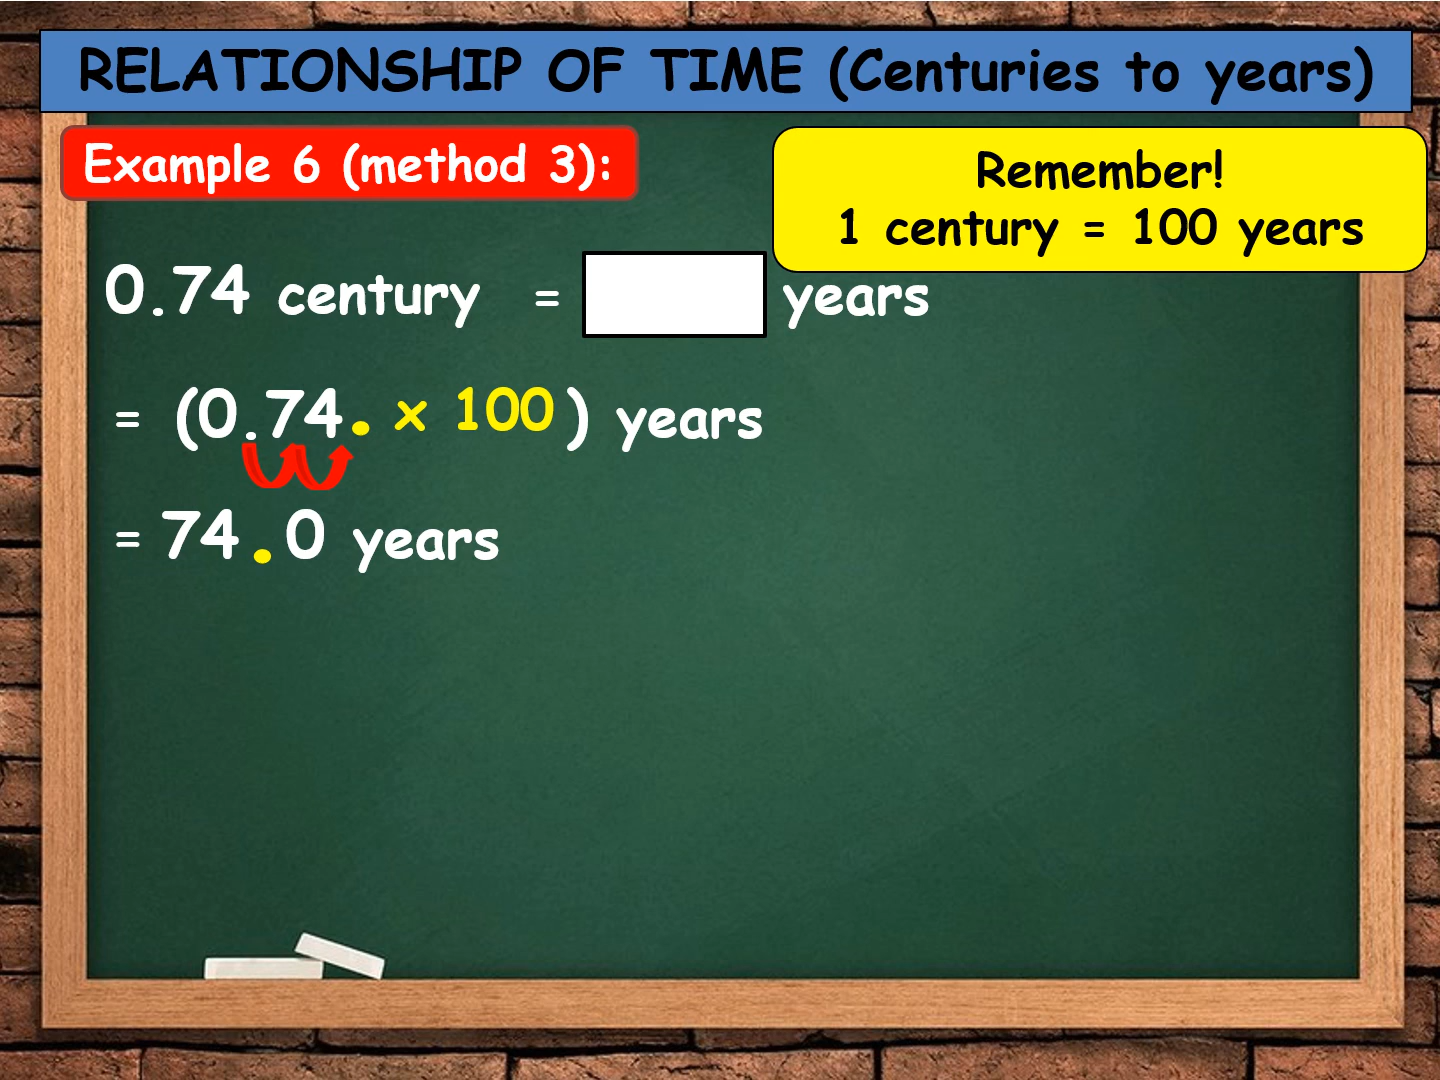 RELATIONSHIP OF TIME (Centuries to years)
Example 6 (method 3):
Remember!
1 century = 100 years
0.74 century = years
= (0.74. x 100) years
= 74.0 years